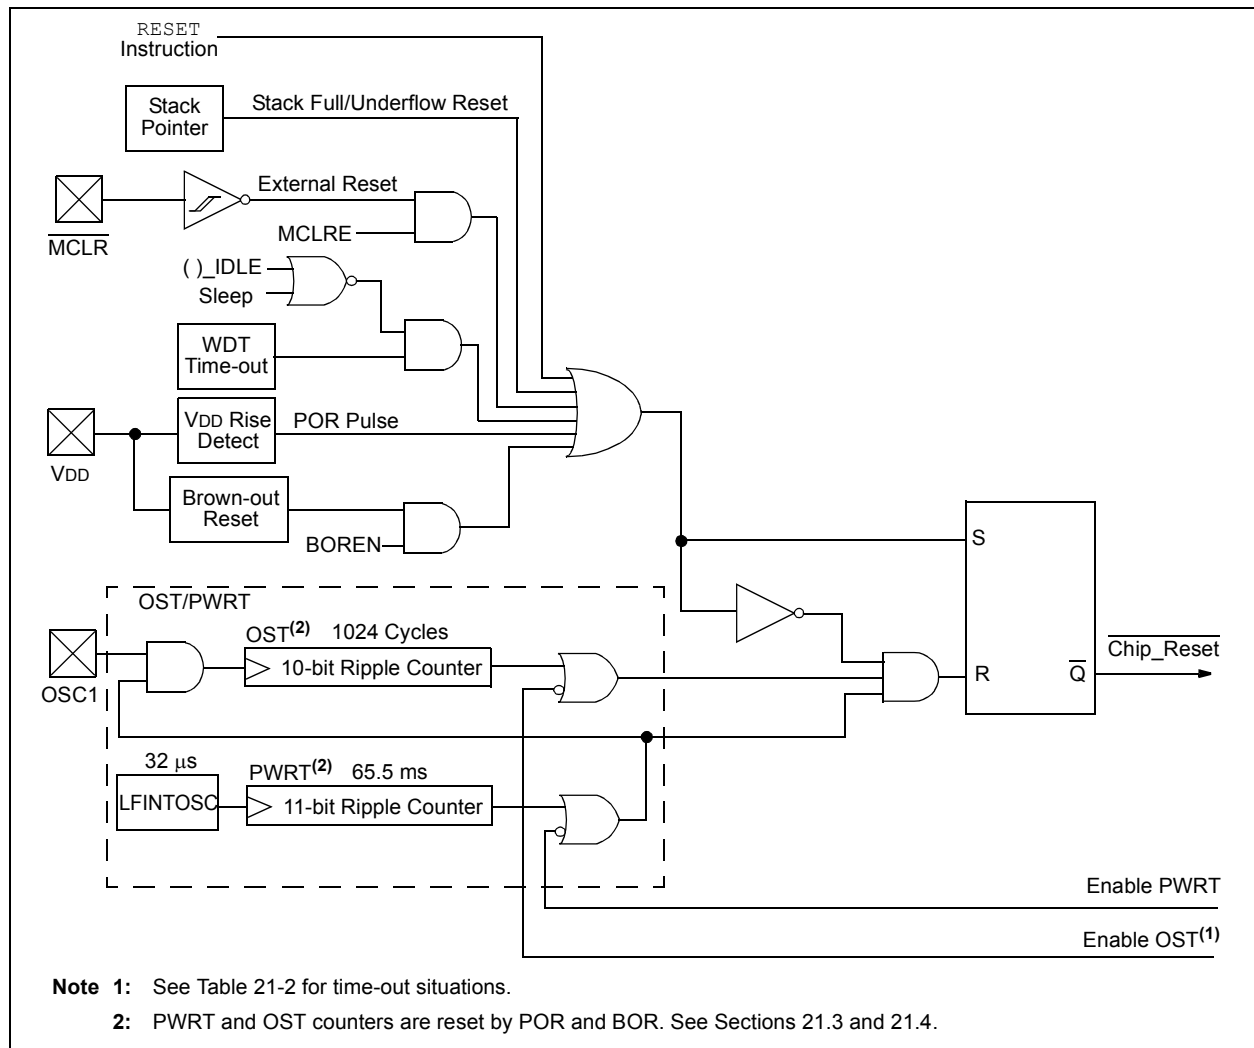 RESET
Instruction
Stack
Pointer
Stack Full/Underflow Reset
External Reset
MCLR
MCLRE
( )_IDLE
Sleep
WDT
Time-out
VDD
VDD Rise
Detect
POR Pulse
Brown-out
Reset
BOREN
S
OST/PWRT
OST(2) 1024 Cycles
10-bit Ripple Counter
OSC1
R
Q
Chip_Reset
32 μs
LFINTOSC
PWRT(2) 65.5 ms
11-bit Ripple Counter
Enable PWRT
Enable OST(1)
Note 1: See Table 21-2 for time-out situations.
2: PWRT and OST counters are reset by POR and BOR. See Sections 21.3 and 21.4.